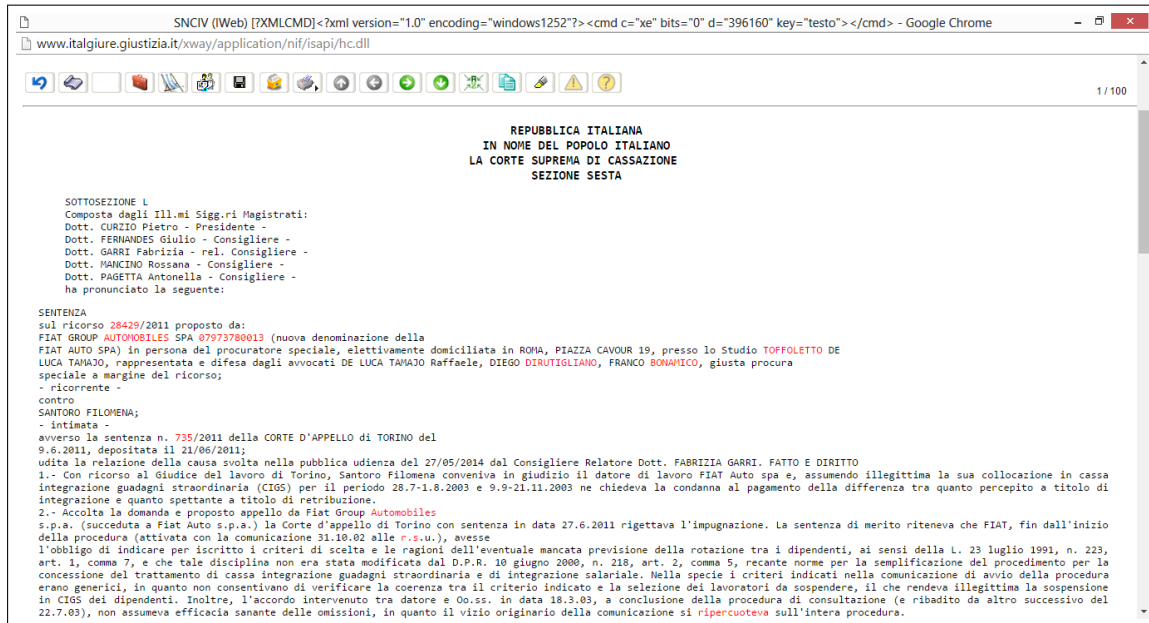 SNCIV (IWeb) [?XMLCMD]<?xml version="1.0" encoding="windows1252"?><cmd c="xe" bits="0" d="396160" key="testo"></cmd> - Google Chrome
www.italgiure.giustizia.it/xway/application/nif/isapi/hc.dll
1 / 100
REPUBBLICA ITALIANA
IN NOME DEL POPOLO ITALIANO
LA CORTE SUPREMA DI CASSAZIONE
SEZIONE SESTA
SOTTOSEZIONE L
Composta dagli Ill.mi Sigg.ri Magistrati:
Dott. CURZIO Pietro - Presidente -
Dott. FERNANDES Giulio - Consigliere -
Dott. GARRI Fabrizia - rel. Consigliere -
Dott. MANCINO Rossana - Consigliere -
Dott. PAGETTA Antonella - Consigliere -
ha pronunciato la seguente:
SENTENZA
sul ricorso 28429/2011 proposto da:
FIAT GROUP AUTOMOBILES SPA 07973780013 (nuova denominazione della
FIAT AUTO SPA) in persona del procuratore speciale, elettivamente domiciliata in ROMA, PIAZZA CAVOUR 19, presso lo Studio TOFFOLETTO DE
LUCA TAMAJO, rappresentata e difesa dagli avvocati DE LUCA TAMAJO Raffaele, DIEGO DIRUTIGLIANO, FRANCO BONAMICO, giusta procura
speciale a margine del ricorso;
- ricorrente -
contro
SANTORO FILOMENA;
- intimata -
avverso la sentenza n. 735/2011 della CORTE D'APPELLO di TORINO del
9.6.2011, depositata il 21/06/2011;
udita la relazione della causa svolta nella pubblica udienza del 27/05/2014 dal Consigliere Relatore Dott. FABRIZIA GARRI. FATTO E DIRITTO
1.- Con ricorso al Giudice del lavoro di Torino, Santoro Filomena conveniva in giudizio il datore di lavoro FIAT Auto spa e, assumendo illegittima la sua collocazione in cassa
integrazione guadagni straordinaria (CIGS) per il periodo 28.7-1.8.2003 e 9.9-21.11.2003 ne chiedeva la condanna al pagamento della differenza tra quanto percepito a titolo di
integrazione e quanto spettante a titolo di retribuzione.
2.- Accolta la domanda e proposto appello da Fiat Group Automobiles
s.p.a. (succeduta a Fiat Auto s.p.a.) la Corte d'appello di Torino con sentenza in data 27.6.2011 rigettava l'impugnazione. La sentenza di merito riteneva che FIAT, fin dall'inizio
della procedura (attivata con la comunicazione 31.10.02 alle r.s.u.), avesse
l'obbligo di indicare per iscritto i criteri di scelta e le ragioni dell'eventuale mancata previsione della rotazione tra i dipendenti, ai sensi della L. 23 luglio 1991, n. 223,
art. 1, comma 7, e che tale disciplina non era stata modificata dal D.P.R. 10 giugno 2000, n. 218, art. 2, comma 5, recante norme per la semplificazione del procedimento per la
concessione del trattamento di cassa integrazione guadagni straordinaria e di integrazione salariale. Nella specie i criteri indicati nella comunicazione di avvio della procedura
erano generici, in quanto non consentivano di verificare la coerenza tra il criterio indicato e la selezione dei lavoratori da sospendere, il che rendeva illegittima la sospensione
in CIGS dei dipendenti. Inoltre, l'accordo intervenuto tra datore e Oo.ss. in data 18.3.03, a conclusione della procedura di consultazione (e ribadito da altro successivo del
22.7.03), non assumeva efficacia sanante delle omissioni, in quanto il vizio originario della comunicazione si ripercuoteva sull'intera procedura.